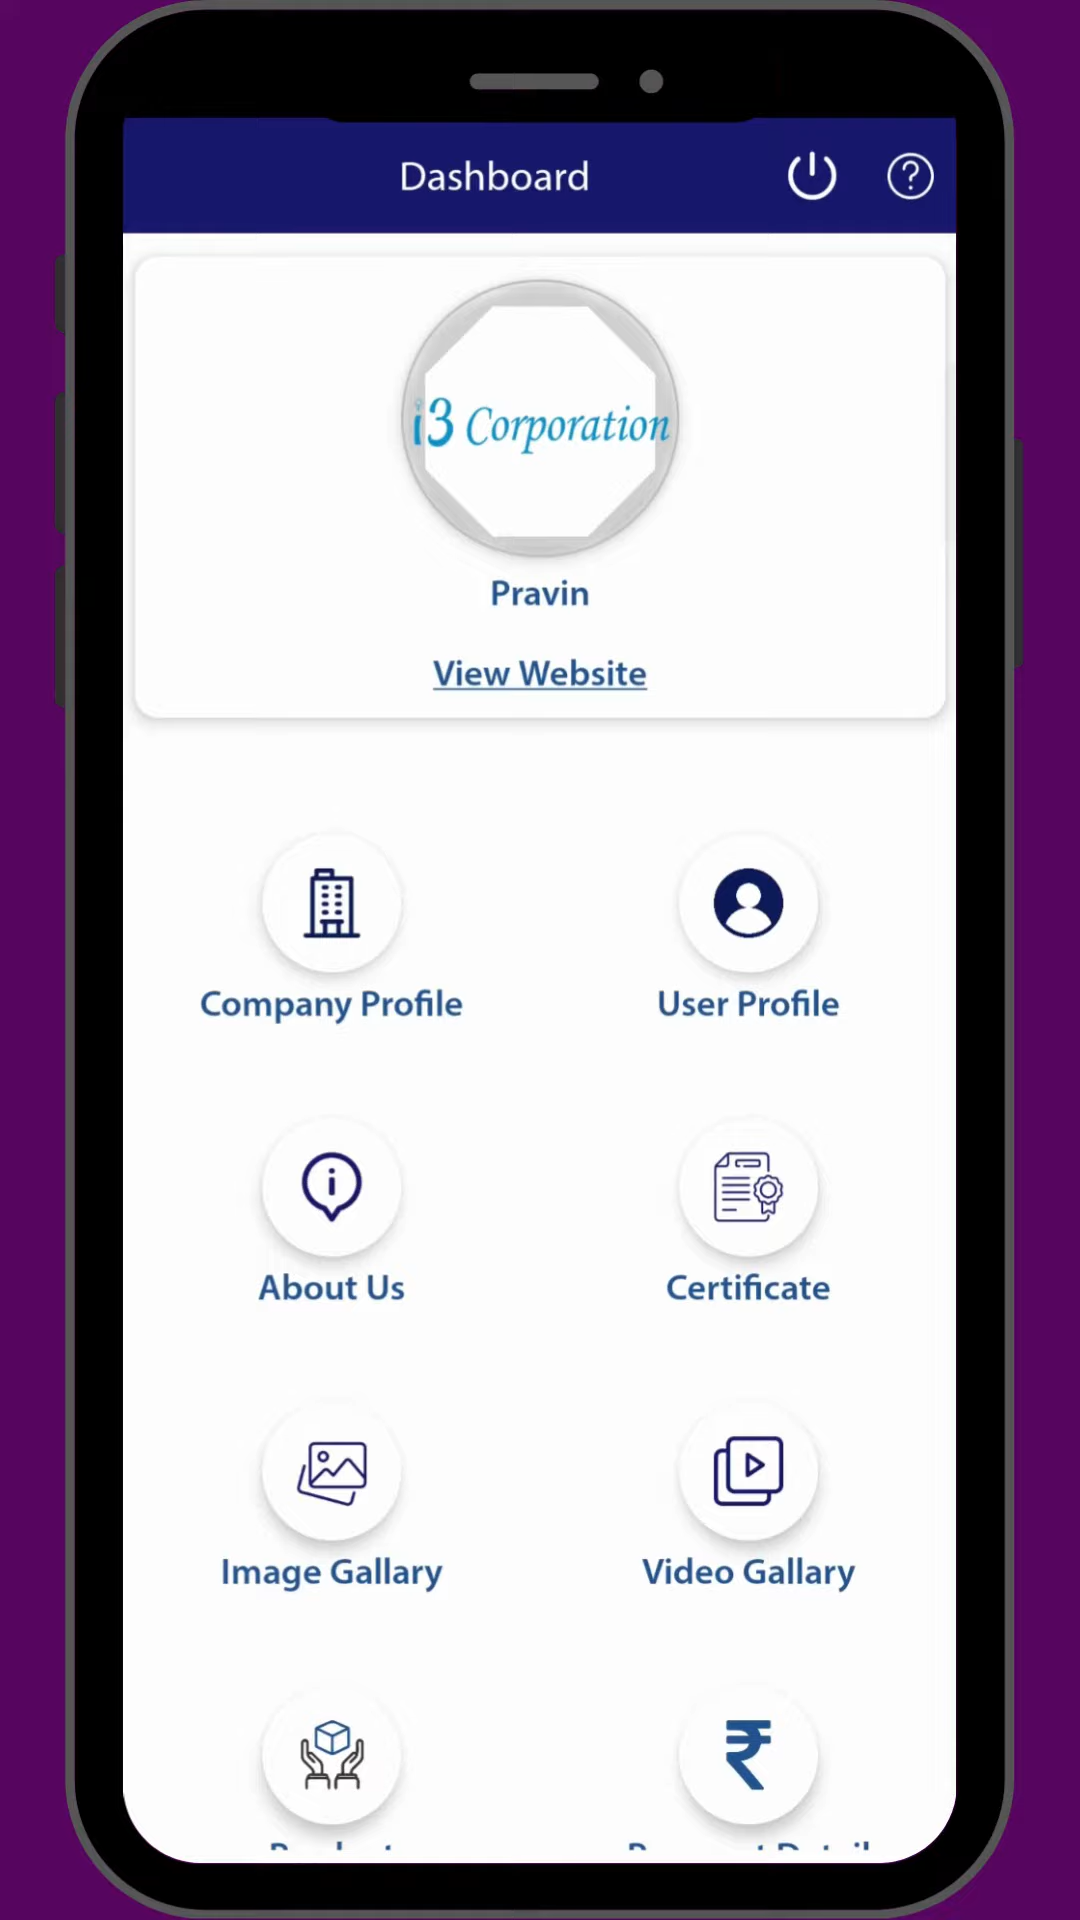 Dashboard
i3 Corporation
Pravin
View Website
Company Profile
User Profile
About Us
Certificate
Image Gallary
Video Gallary